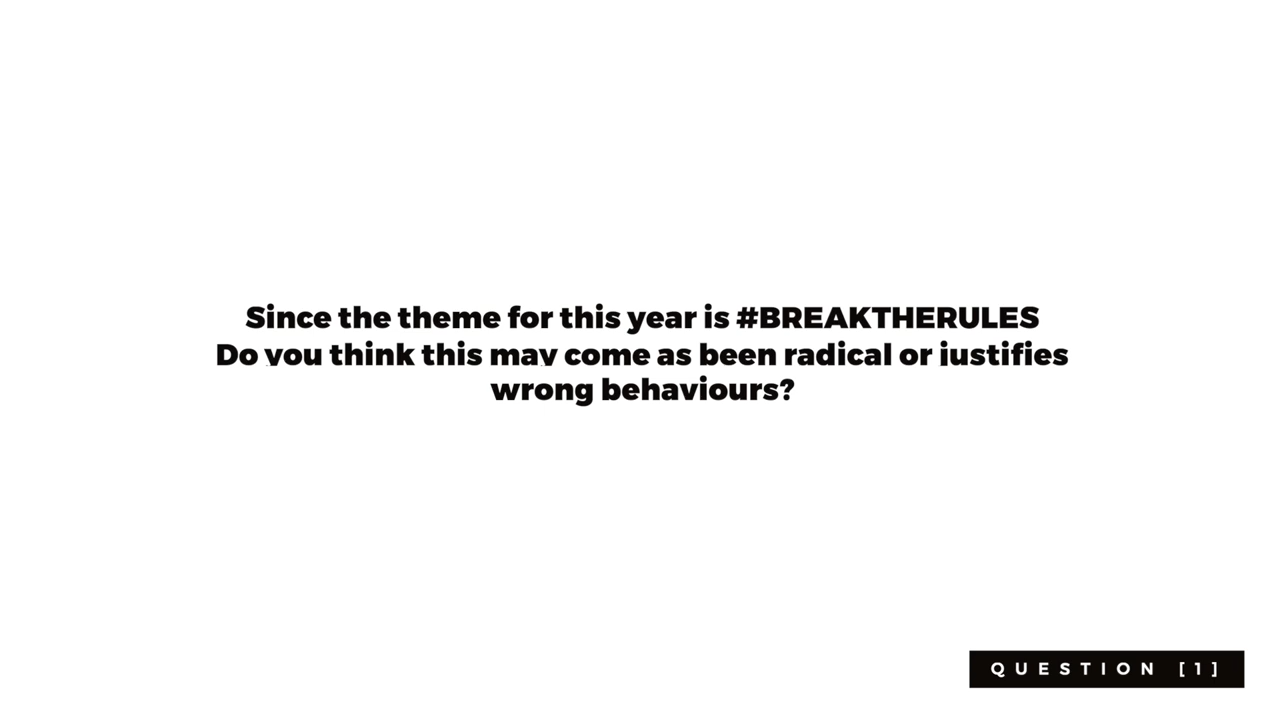 Since the theme for this year is #BREAKTHERULES
Do you think this may come as been radical or justifies
wrong behaviours?
QUESTION [1]